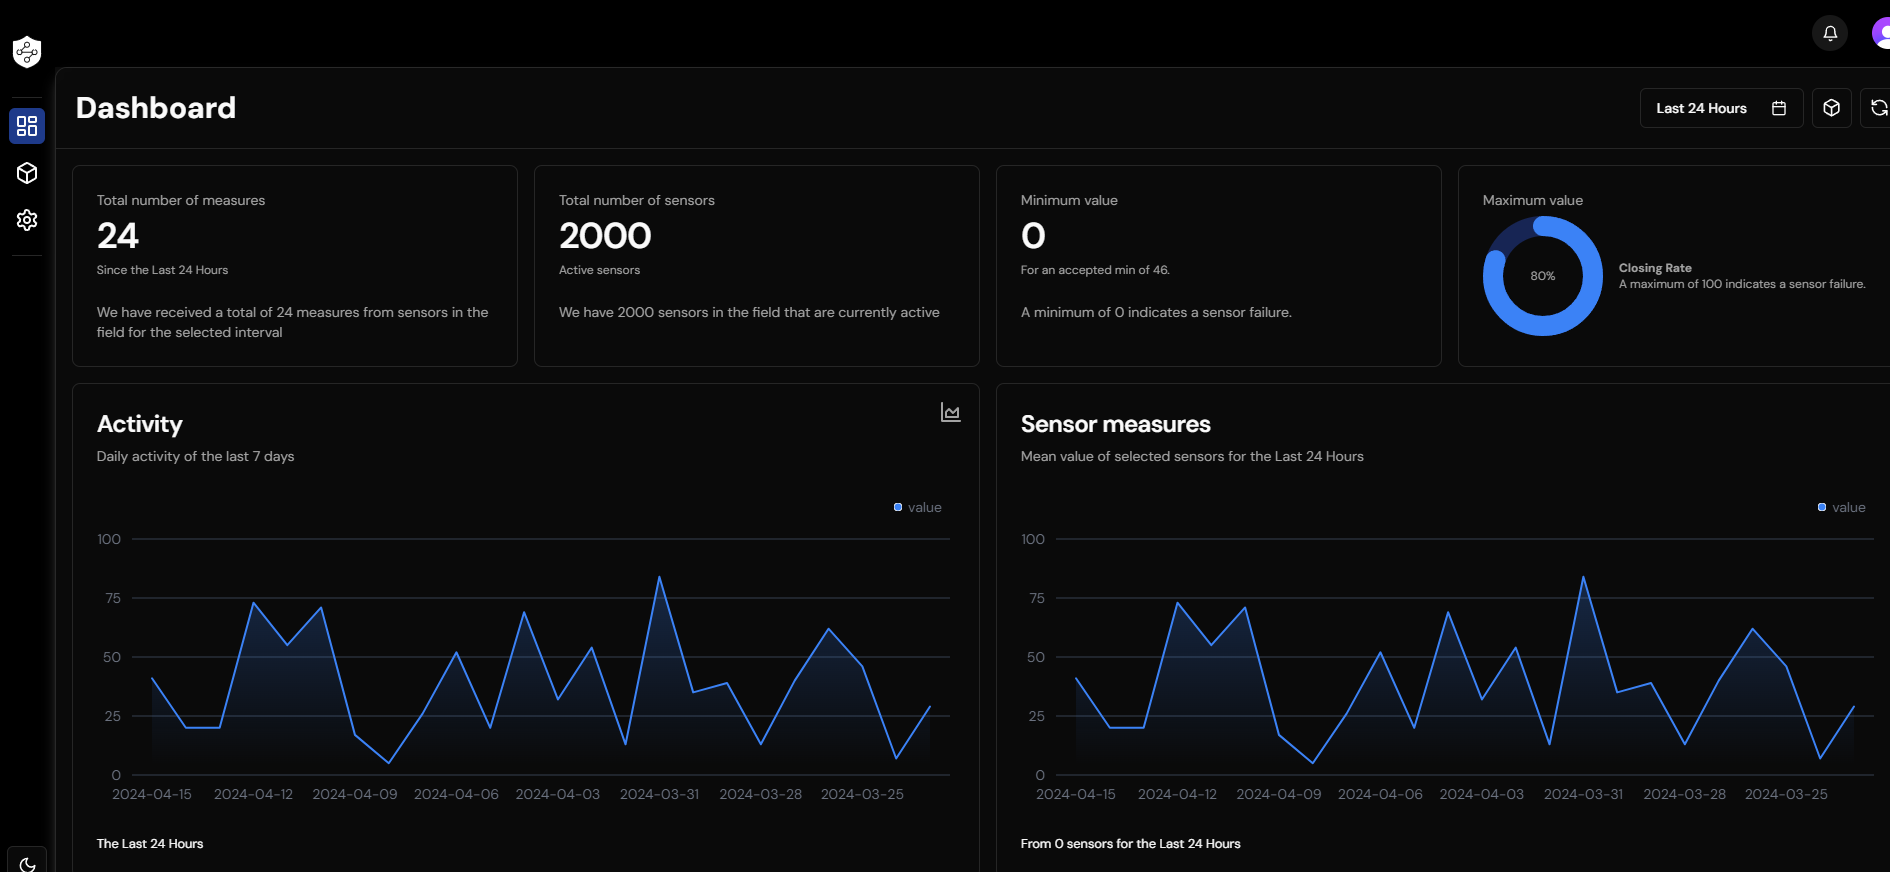 Dashboard
Last 24 Hours
Total number of measures
24
Since the Last 24 Hours
We have received a total of 24 measures from sensors in the
field for the selected interval
Total number of sensors
2000
Active sensors
We have 2000 sensors in the field that are currently active
Minimum value
0
For an accepted min of 46.
A minimum of 0 indicates a sensor failure.
Maximum value
80%
Closing Rate
A maximum of 100 indicates a sensor failure.
Activity
Daily activity of the last 7 days
value
100
75
50
25
0
2024-04-15 2024-04-12 2024-04-09 2024-04-06 2024-04-03 2024-03-31 2024-03-28 2024-03-25
The Last 24 Hours
Sensor measures
Mean value of selected sensors for the Last 24 Hours
value
100
75
50
25
0
2024-04-15 2024-04-12 2024-04-09 2024-04-06 2024-04-03 2024-03-31 2024-03-28 2024-03-25
From 0 sensors for the Last 24 Hours